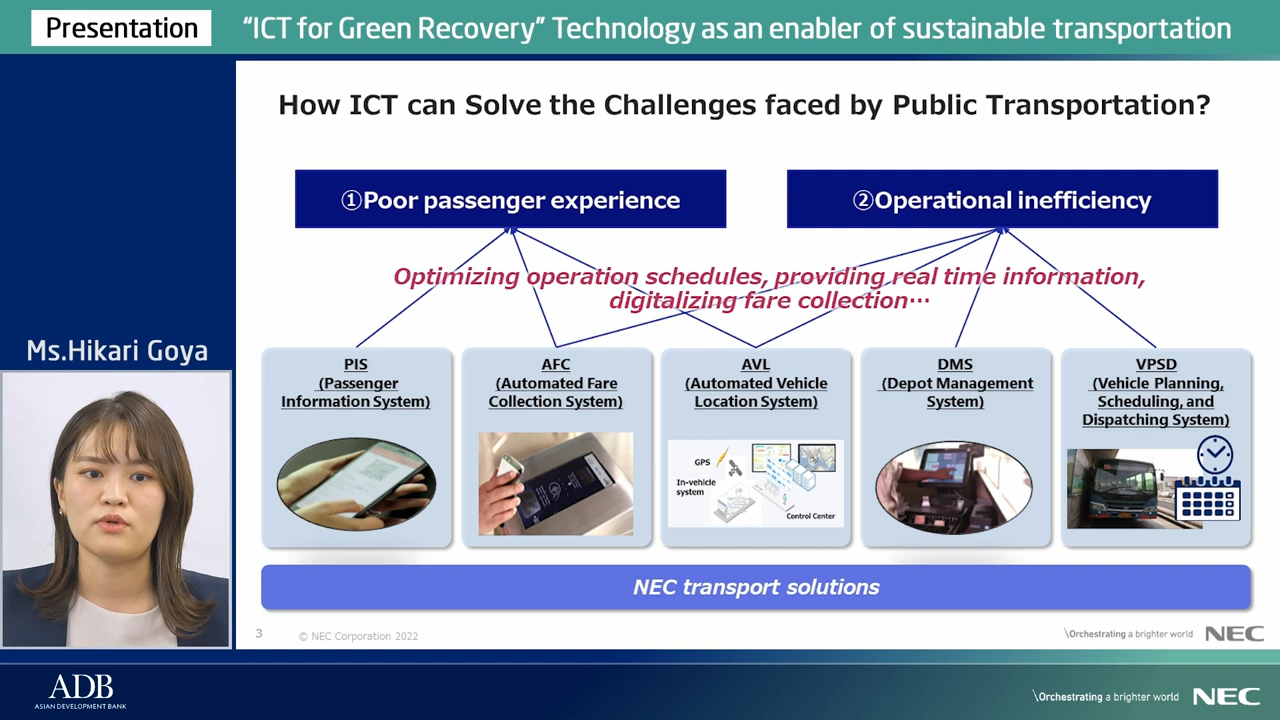 Presentation
“ICT for Green Recovery” Technology as an enabler of sustainable transportation
How ICT can Solve the Challenges faced by Public Transportation?
①Poor passenger experience
②Operational inefficiency
Optimizing operation schedules, providing real time information,
digitalizing fare collection…
Ms.Hikari Goya
PIS
(Passenger
Information System)
AFC
(Automated Fare
Collection System)
AVL
(Automated Vehicle
Location System)
GPS
In-vehicle
system
Control Center
DMS
(Depot Management
System)
VPSD
(Vehicle Planning,
Scheduling, and
Dispatching System)
NEC transport solutions
3
© NEC Corporation 2022
\Orchestrating a brighter world
NEC
ADB
ASIAN DEVELOPMENT BANK
\Orchestrating a brighter world
NEC